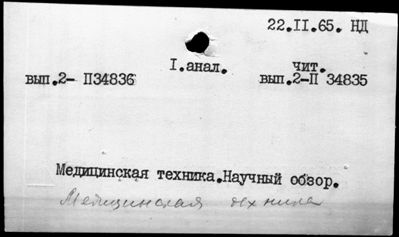 22.II.65. НД
I.анал. чит.
вып.2- П34836 вып.2-П 34835
Медицинская техника.Научный обзор.
Медицинская техника